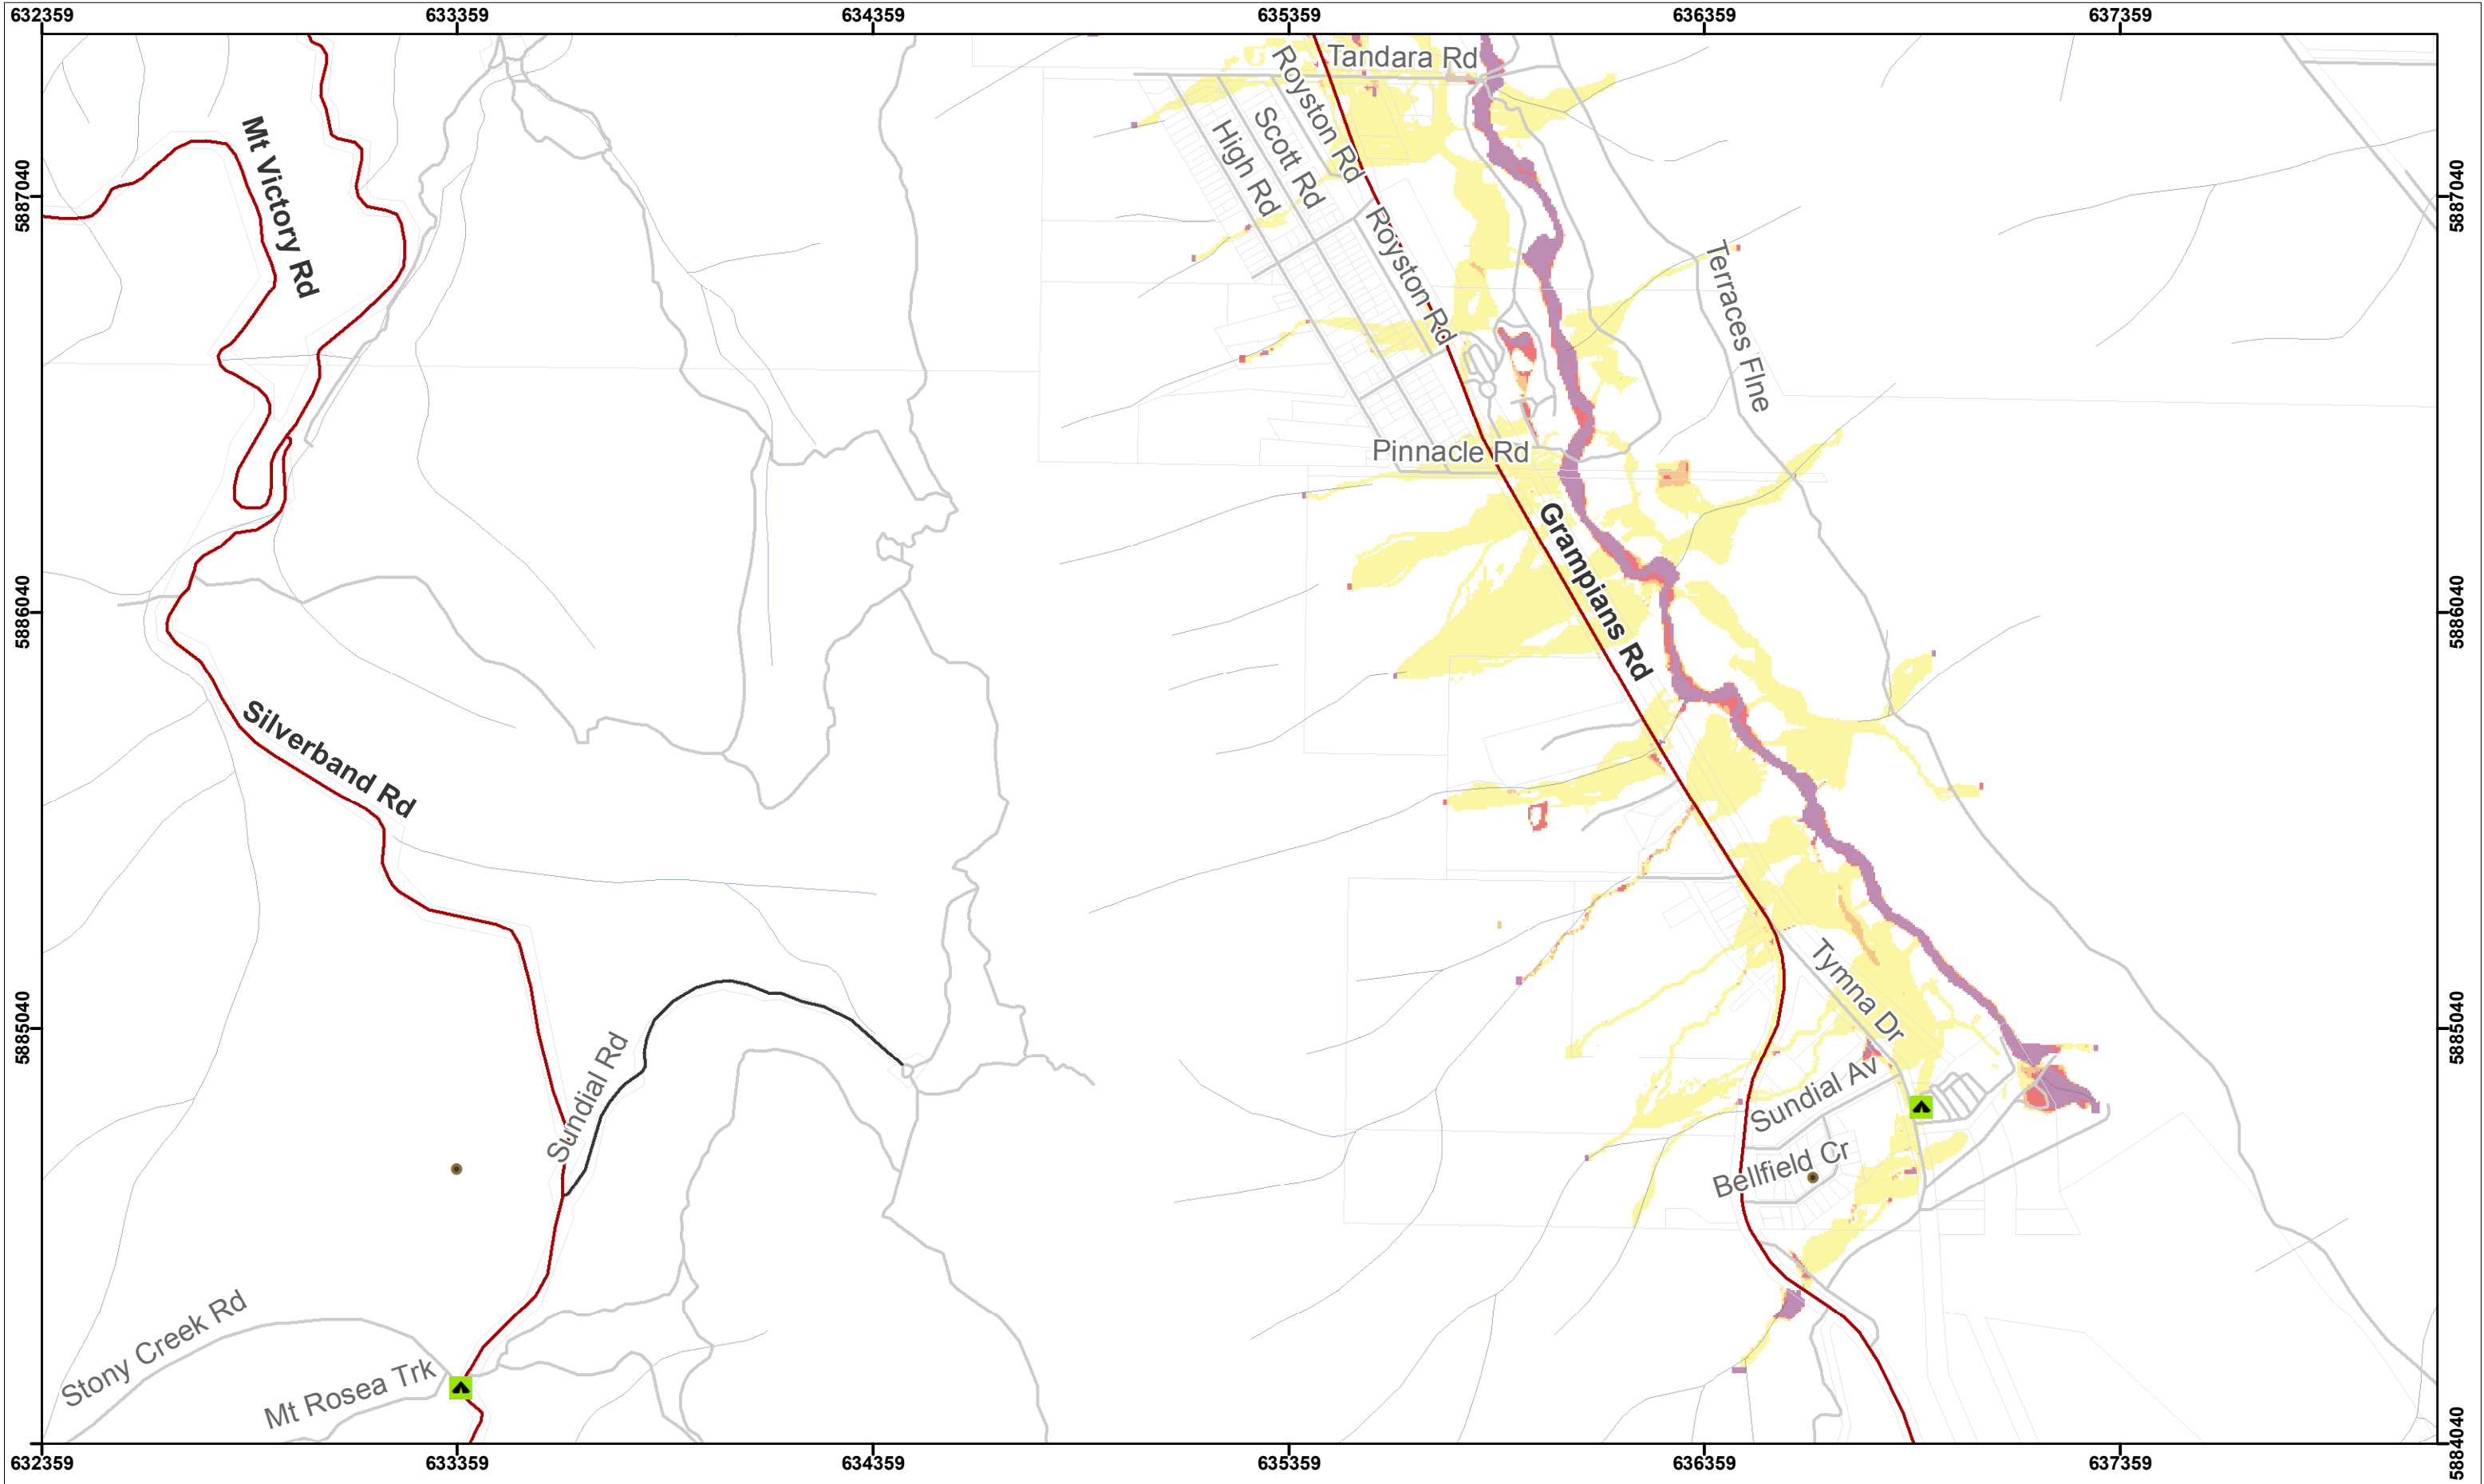 632359
633359
634359
635359
636359
637359
Tandara Rd
Royston Rd
Scott Rd
High Rd
Mt Victory Rd
5887040
5887040
Royston Rd
Terraces Flne
Pinnacle Rd
Grampians Rd
5886040
5886040
Silverband Rd
Tymna Dr
5885040
5885040
Sundial Rd
Sundial Av
Bellfield Cr
Stony Creek Rd
Mt Rosea Trk
5884040
632359
633359
634359
635359
636359
637359